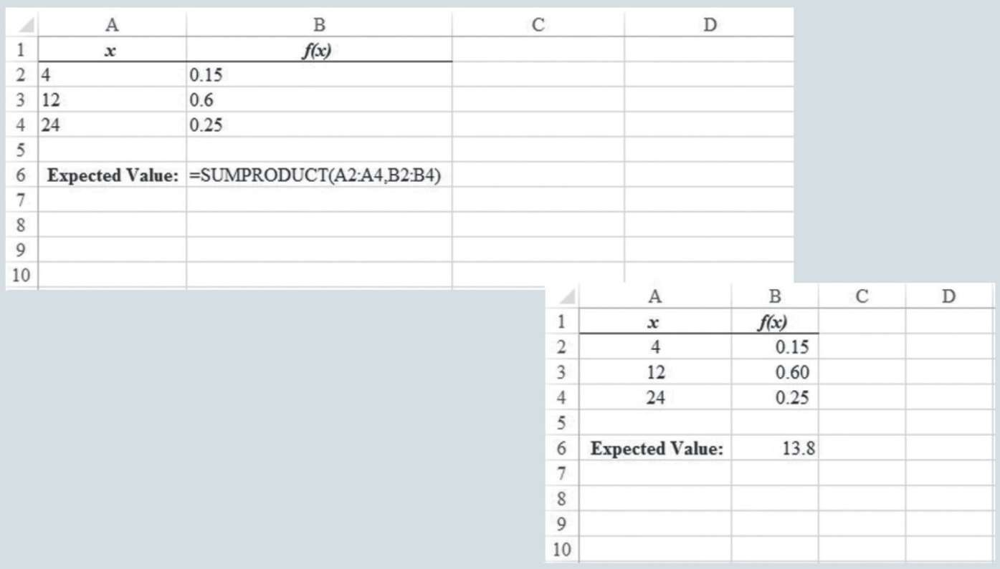 A B C D
1 x f(x)
2 4 0.15
3 12 0.6
4 24 0.25
5
6 Expected Value: =SUMPRODUCT(A2:A4,B2:B4)
7
8
9
10
A B C D
1 x f(x)
2 4 0.15
3 12 0.60
4 24 0.25
5
6 Expected Value: 13.8
7
8
9
10